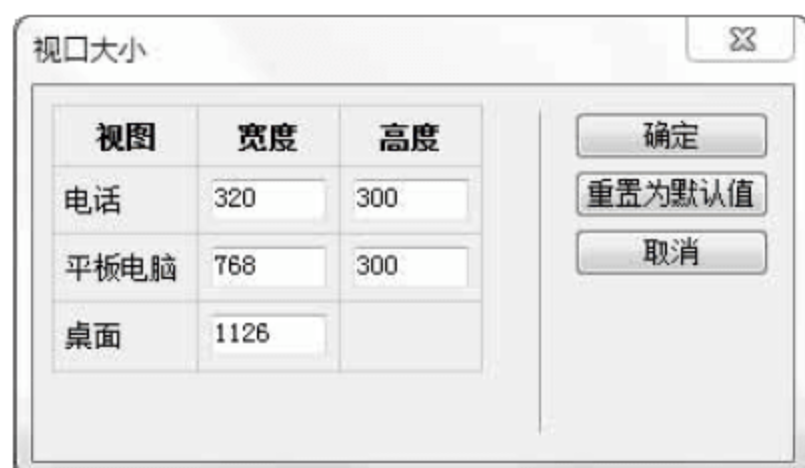 视口大小
视图 宽度 高度
电话 320 300
平板电脑 768 300
桌面 1126
确定
重置为默认值
取消